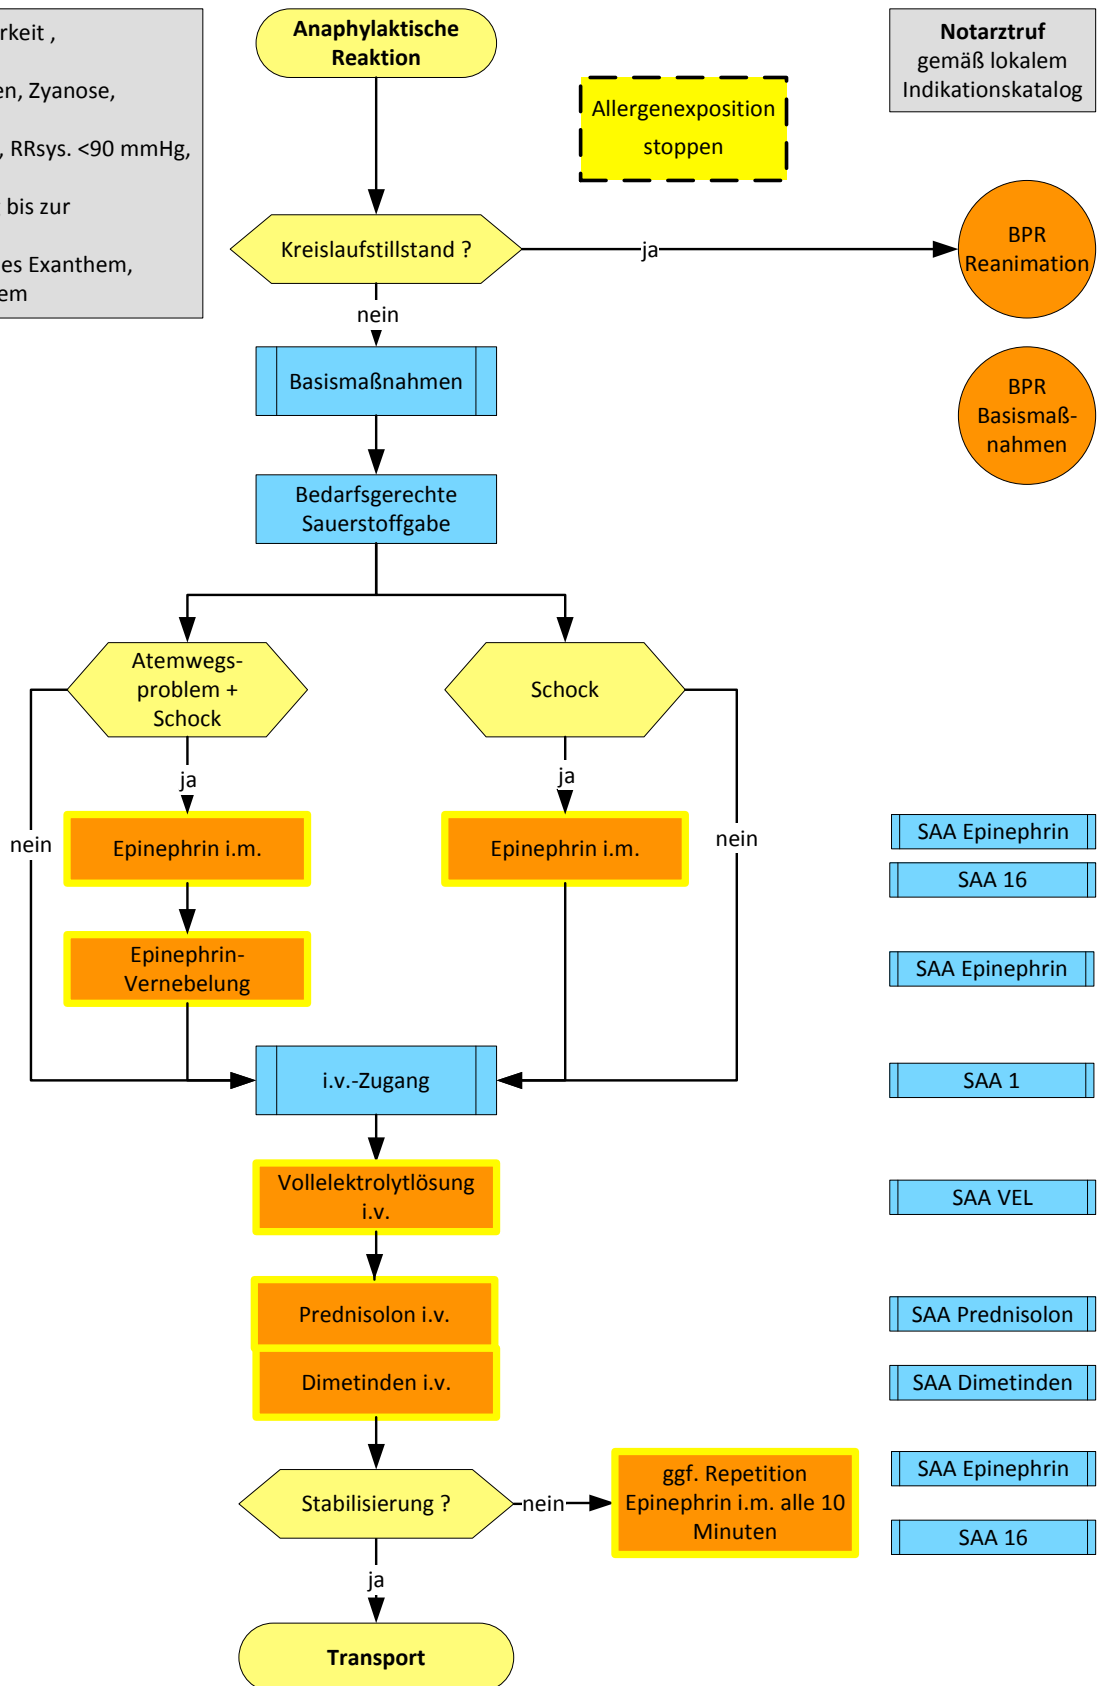 rkeit ,
en, Zyanose,
, RRsys. <90 mmHg,
bis zur
es Exanthem,
em
Anaphylaktische
Reaktion
Allergenexposition
stoppen
Notarztruf
gemäß lokalem
Indikationskatalog
Kreislaufstillstand ?
ja
BPR
Reanimation
nein
Basismaßnahmen
BPR
Basismaß-
nahmen
Bedarfsgerechte
Sauerstoffgabe
Atemwegs-
problem +
Schock
Schock
ja
ja
nein
Epinephrin i.m.
Epinephrin i.m.
nein
SAA Epinephrin
SAA 16
Epinephrin-
Vernebelung
SAA Epinephrin
i.v.-Zugang
SAA 1
Vollelektrolytlösung
i.v.
SAA VEL
Prednisolon i.v.
SAA Prednisolon
Dimetinden i.v.
SAA Dimetinden
Stabilisierung ?
nein
ggf. Repetition
Epinephrin i.m. alle 10
Minuten
SAA Epinephrin
SAA 16
ja
Transport